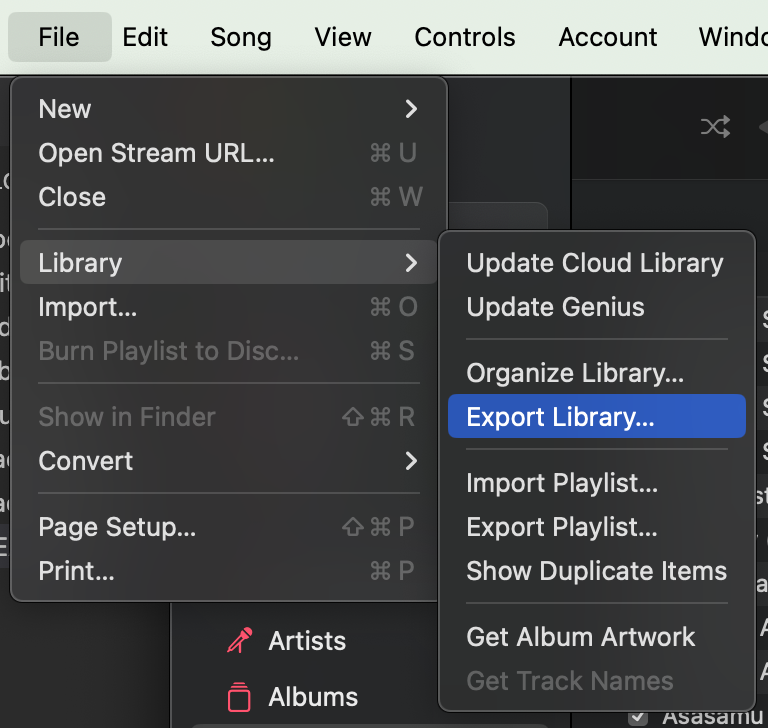 File Edit Song View Controls Account
New
Open Stream URL... ⌘ U
Close ⌘ W
Library
Import... ⌘ O
Burn Playlist to Disc... ⌘ S
Show in Finder ⇧ ⌘ R
Convert
Page Setup... ⇧ ⌘ P
Print... ⌘ P
Update Cloud Library
Update Genius
Organize Library...
Export Library...
Import Playlist...
Export Playlist...
Show Duplicate Items
Get Album Artwork
Get Track Names
Artists
Albums